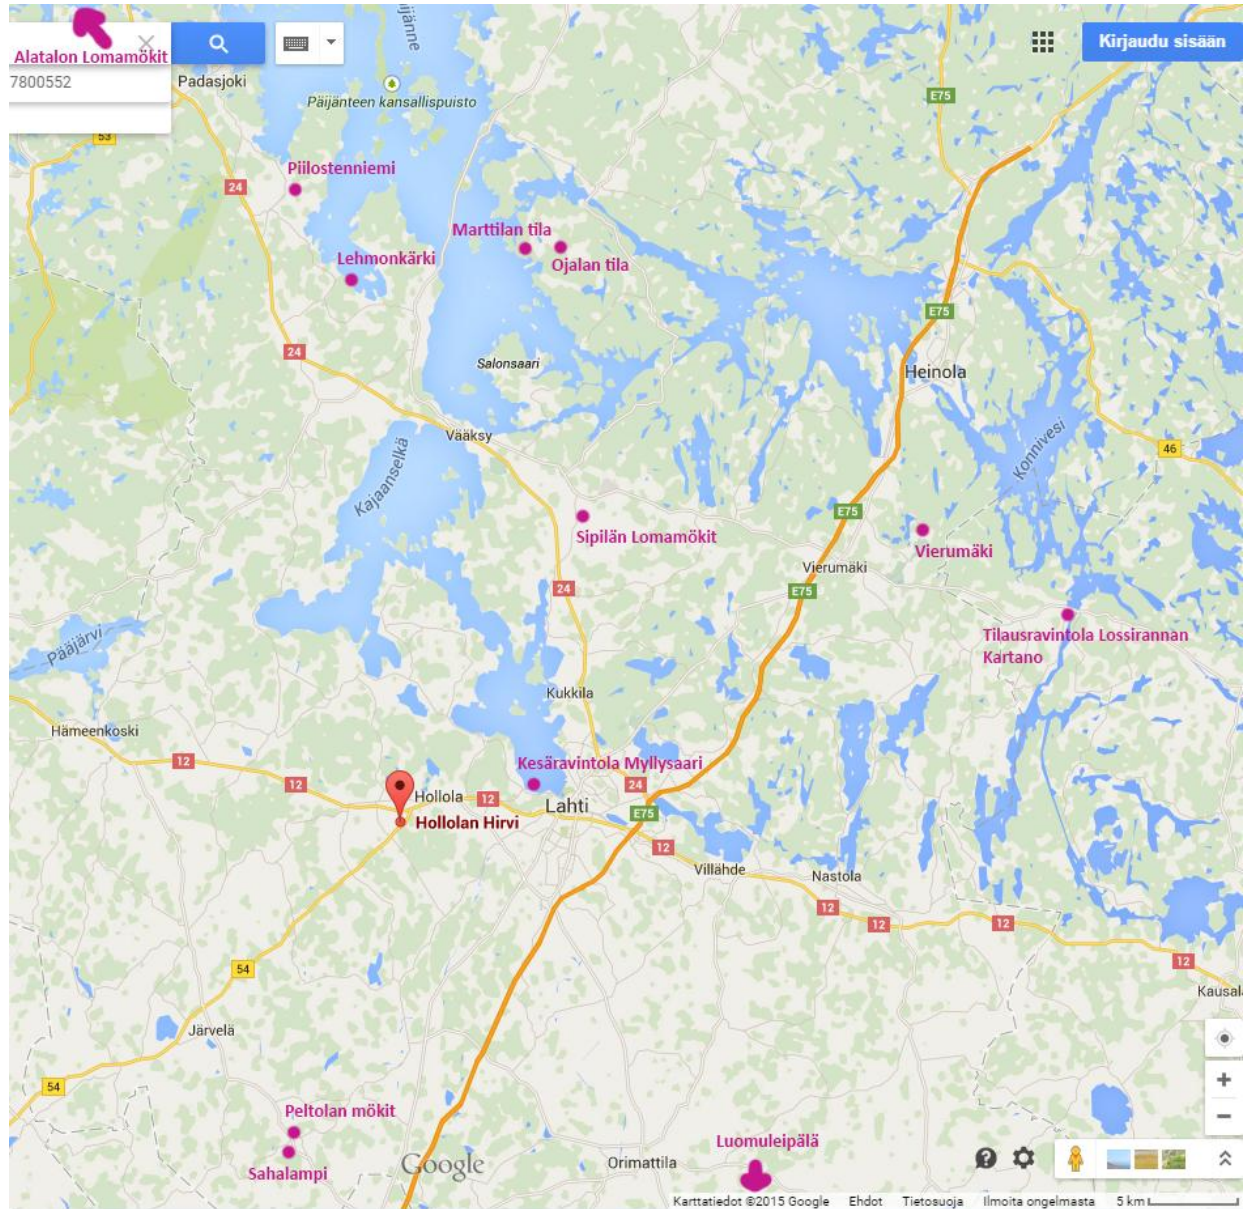 Alatalon Lomamökit
Kirjaudu sisään
7800552
Padasjoki
Päijänteen kansallispuisto
E75
53
Piilostenniemi
24
Marttilan tila
Lehmonkärki
Ojalan tila
E75
24
Salonsaari
Heinola
Vääksy
Kajaanselkä
Konnivesi
46
E75
Sipilän Lomamökit
Vierumäki
Vierumäki
24
E75
Tilausravintola Lossirannan
Kartano
Pääjärvi
Kukkila
Hämeenkoski
12
Kesäravintola Myllysaari
12
24
Hollola
12
Lahti
E75
Hollolan Hirvi
12
Villähde
Nastola
12
12
12
12
54
Kausal
Järvelä
54
Peltolan mökit
Sahalampi
Google
Orimattila
Luomuleipälä
Karttatiedot ©2015 Google Ehdot Tietosuoja Ilmoita ongelmasta 5 km